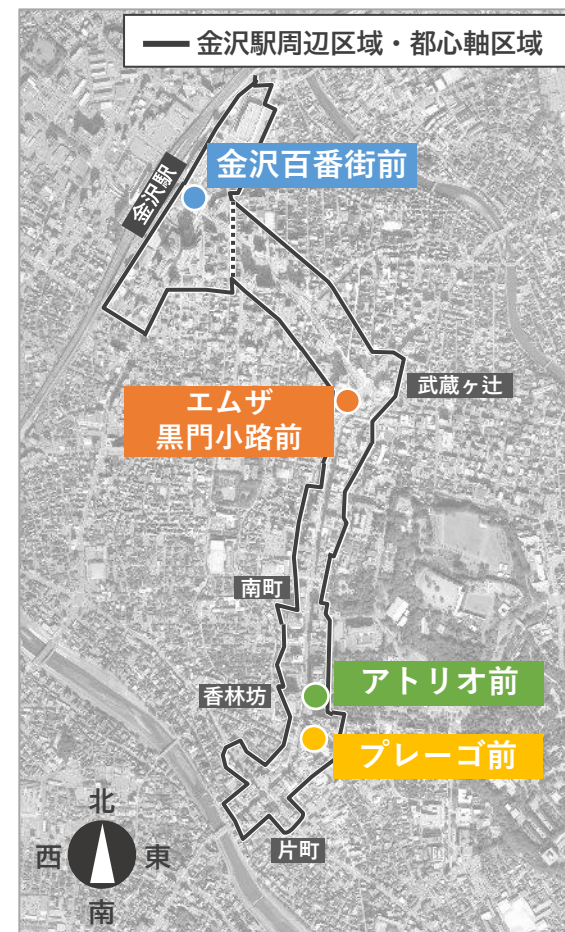 金沢駅周辺区域・都心軸区域
金沢百番街前
金沢駅
武蔵ヶ辻
エムザ
黒門小路前
南町
アトリオ前
香林坊
プレーゴ前
片町
北
西
東
南